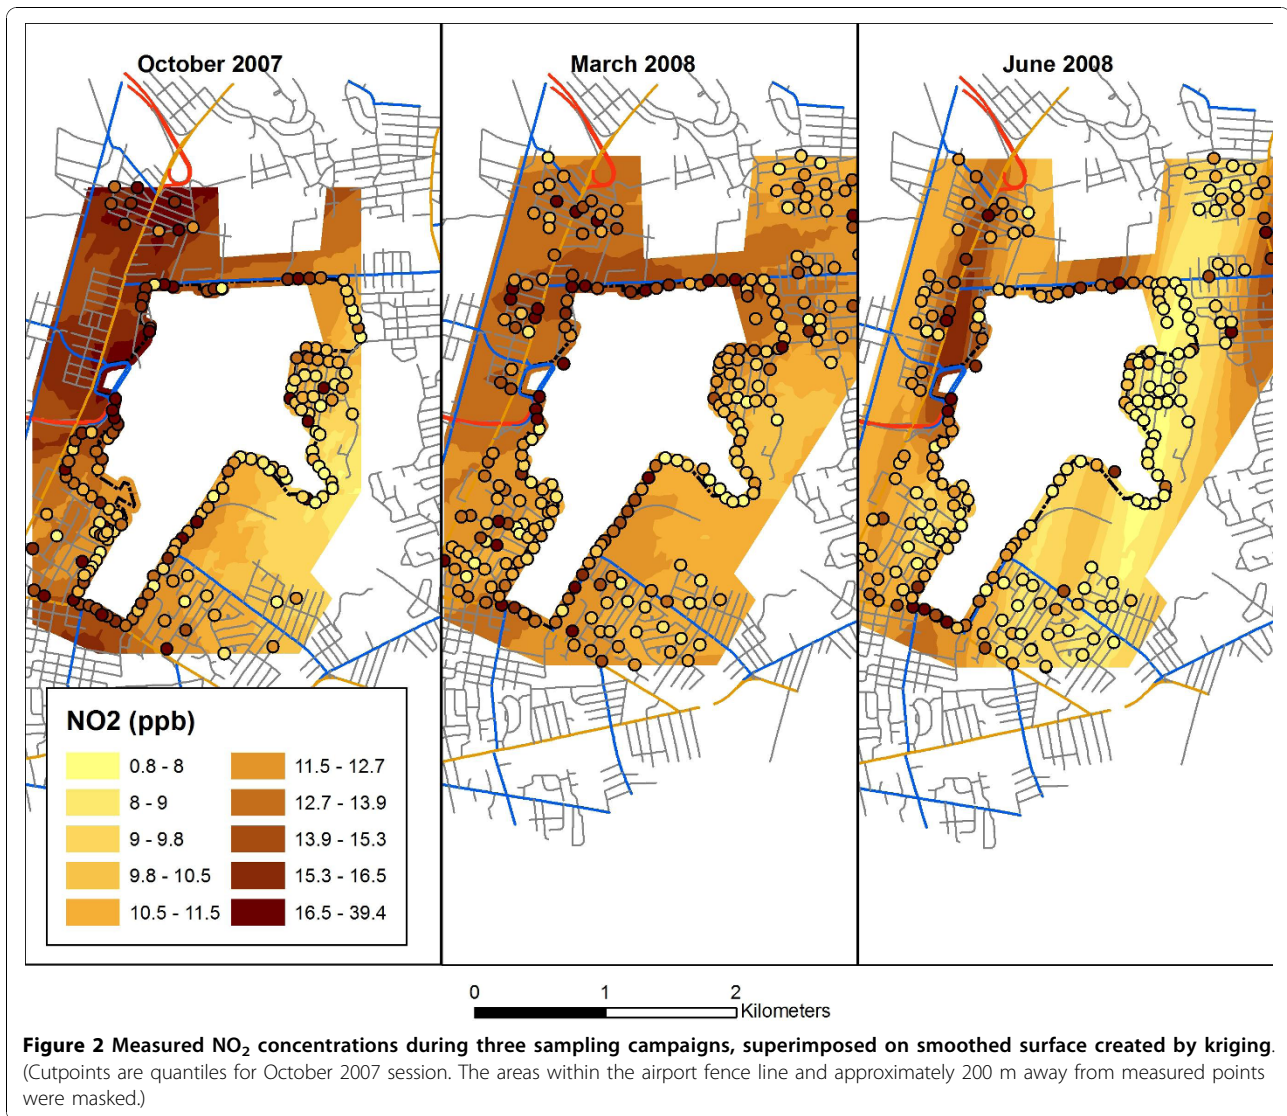 October 2007
March 2008
June 2008
NO2 (ppb)
0.8 - 8
8 - 9
9 - 9.8
9.8 - 10.5
10.5 - 11.5
11.5 - 12.7
12.7 - 13.9
13.9 - 15.3
15.3 - 16.5
16.5 - 39.4
0 1 2
Kilometers
Figure 2 Measured NO₂ concentrations during three sampling campaigns, superimposed on smoothed surface created by kriging.
(Cutpoints are quantiles for October 2007 session. The areas within the airport fence line and approximately 200 m away from measured points
were masked.)